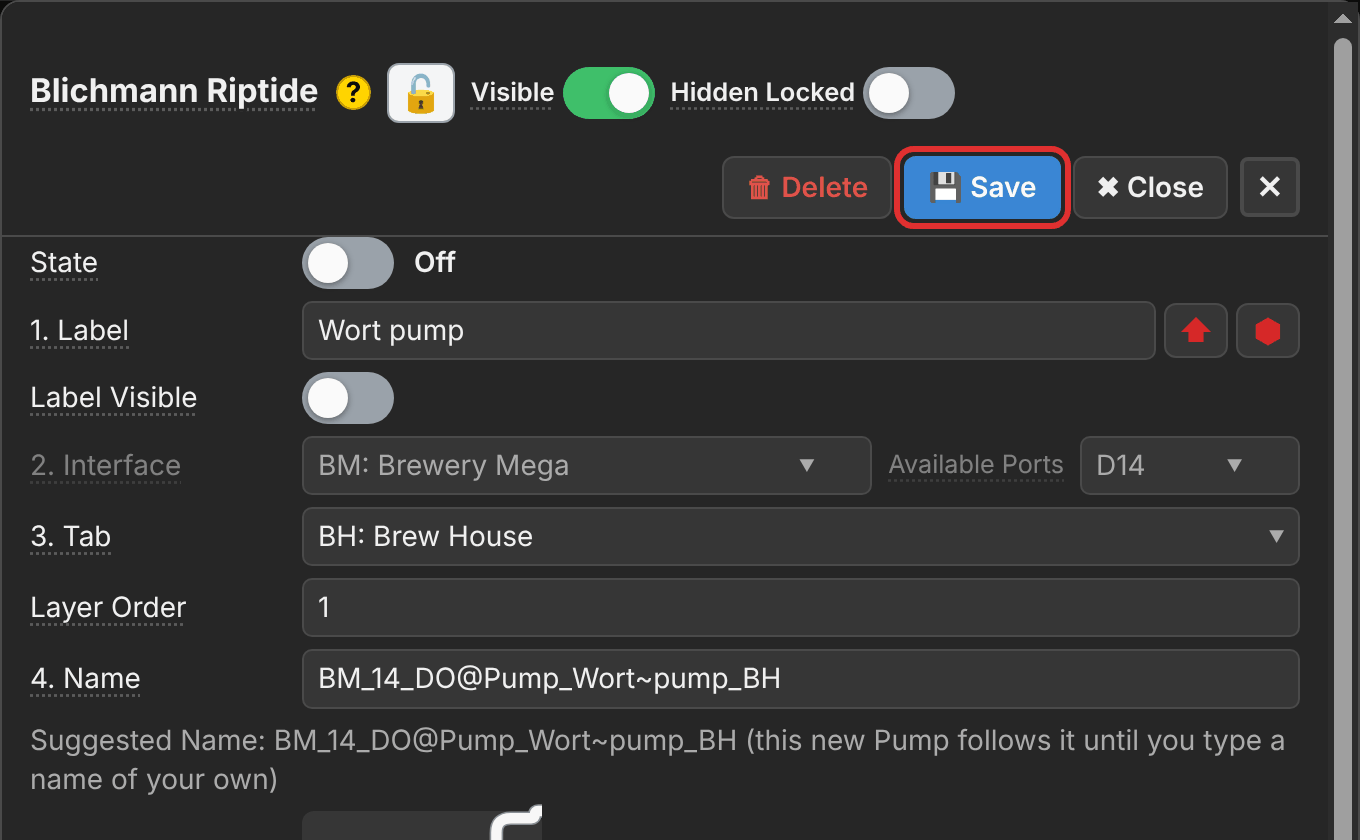 Blichmann Riptide ? Visible Hidden Locked
Delete Save ✖ Close ✕
State Off
1. Label Wort pump
Label Visible
2. Interface BM: Brewery Mega Available Ports D14
3. Tab BH: Brew House
Layer Order 1
4. Name BM_14_DO@Pump_Wort~pump_BH
Suggested Name: BM_14_DO@Pump_Wort~pump_BH (this new Pump follows it until you type a
name of your own)